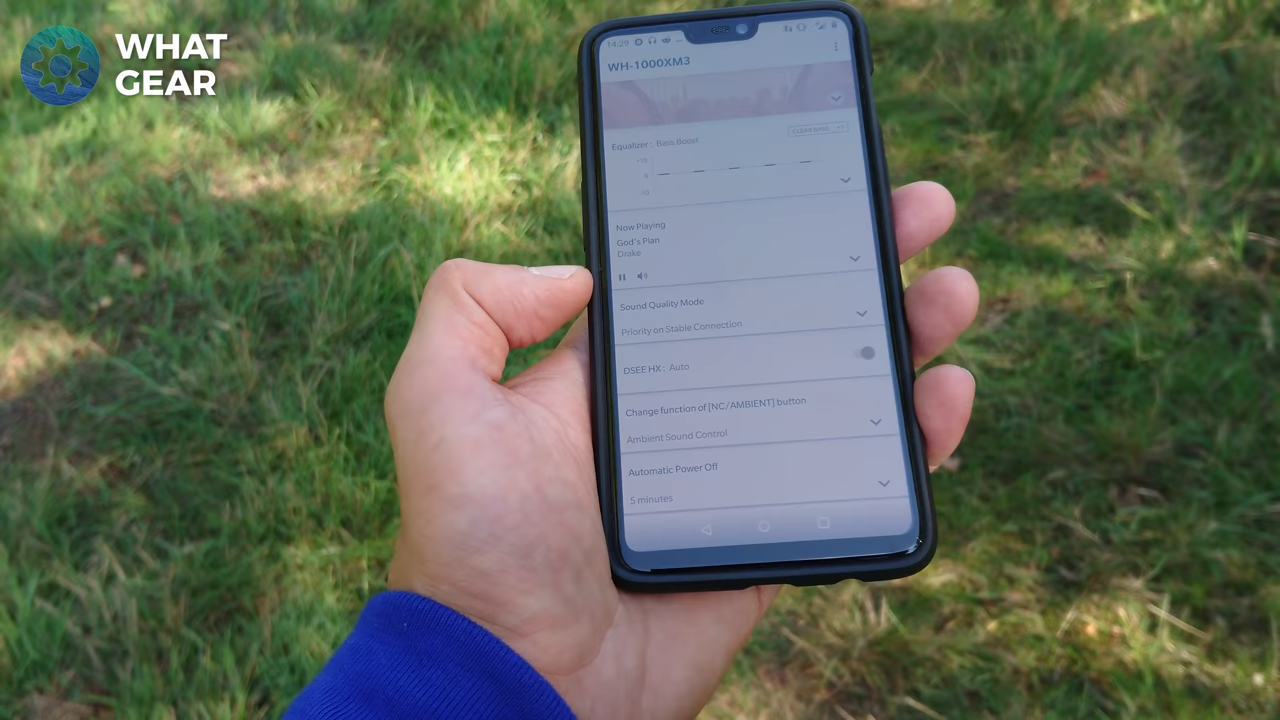 WHAT
GEAR
14:29
WH-1000XM3
Equalizer : Bass Boost
CLEAR BASS
+10
0
-10
Now Playing
God's Plan
Drake
Sound Quality Mode
Priority on Stable Connection
DSEE HX : Auto
Change function of [NC/AMBIENT] button
Ambient Sound Control
Automatic Power Off
5 minutes